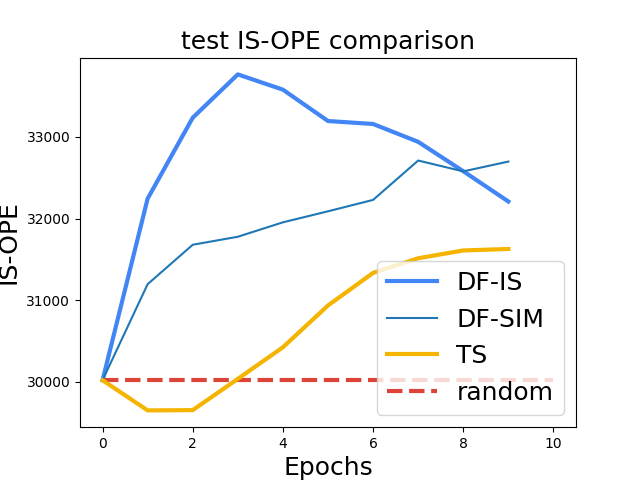 test IS-OPE comparison
IS-OPE
33000
32000
31000
30000
DF-IS
DF-SIM
TS
random
0 2 4 6 8 10
Epochs